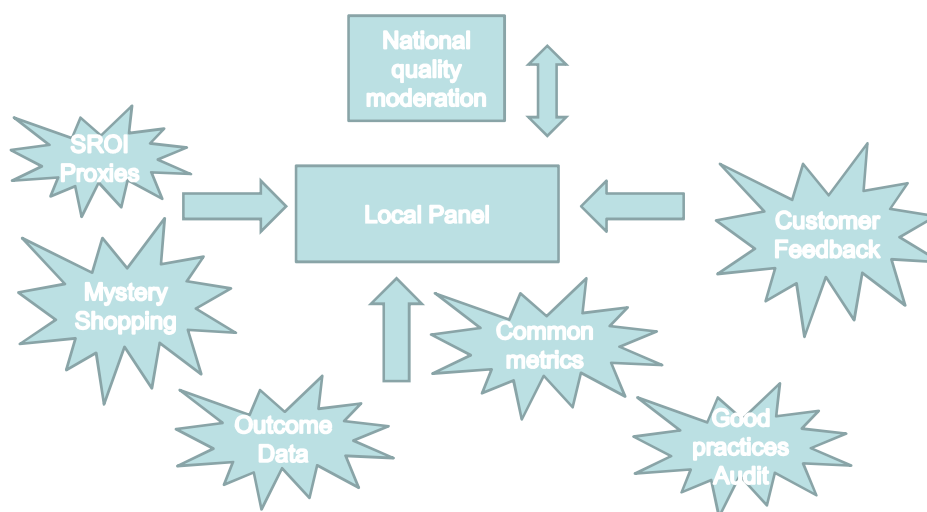 National
quality
moderation
SROI
Proxies
Local Panel
Customer
Feedback
Mystery
Shopping
Common
metrics
Outcome
Data
Good
practices
Audit